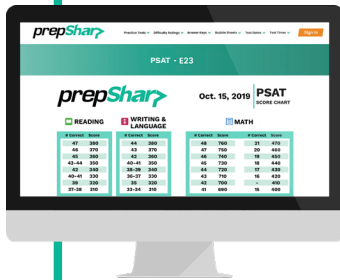 prepSharp
Practice Tests Difficulty Ratings Answer Keys Bubble Sheets Test Dates Test Timer Sign In
PSAT - E23
prepSharp Oct. 15, 2019 PSAT
SCORE CHART
READING WRITING & LANGUAGE MATH
# Correct Score # Correct Score # Correct Score # Correct Score
47 380 44 380 48 760 21 470
46 370 43 370 47 750 20 460
45 360 42 360 46 740 19 450
43-44 350 40-41 350 45 730 18 440
42 340 38-39 340 44 720 17 430
40-41 330 36-37 330 43 710 16 420
39 320 35 320 42 700 - 410
37-38 310 33-34 310 41 690 15 400